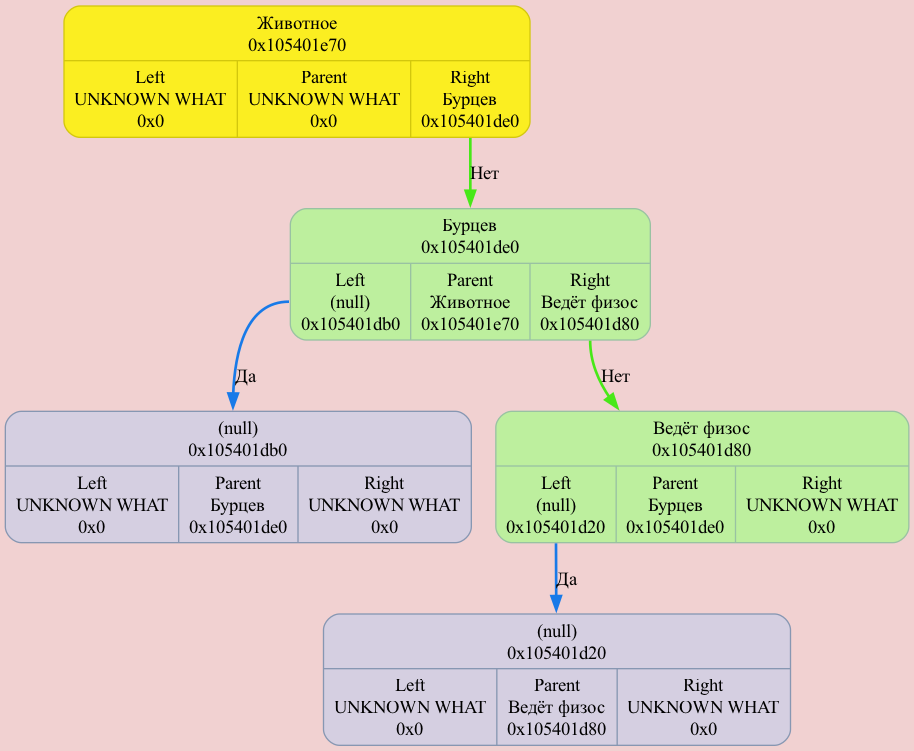 Животное
0x105401e70
Left
UNKNOWN WHAT
0x0
Parent
UNKNOWN WHAT
0x0
Right
Бурцев
0x105401de0
Нет
Бурцев
0x105401de0
Left
(null)
0x105401db0
Parent
Животное
0x105401e70
Right
Ведёт физос
0x105401d80
Да
Нет
(null)
0x105401db0
Left
UNKNOWN WHAT
0x0
Parent
Бурцев
0x105401de0
Right
UNKNOWN WHAT
0x0
Ведёт физос
0x105401d80
Left
(null)
0x105401d20
Parent
Бурцев
0x105401de0
Right
UNKNOWN WHAT
0x0
Да
(null)
0x105401d20
Left
UNKNOWN WHAT
0x0
Parent
Ведёт физос
0x105401d80
Right
UNKNOWN WHAT
0x0